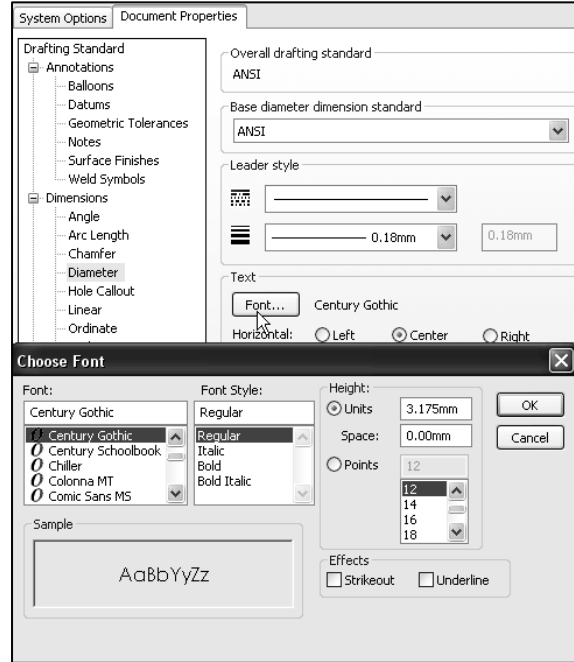 System Options Document Properties
Drafting Standard
Annotations
Balloons
Datums
Geometric Tolerances
Notes
Surface Finishes
Weld Symbols
Dimensions
Angle
Arc Length
Chamfer
Diameter
Hole Callout
Linear
Ordinate
Overall drafting standard
ANSI
Base diameter dimension standard
ANSI
Leader style
0.18mm 0.18mm
Text
Font... Century Gothic
Horizontal: Left Center Right
Choose Font
Font:
Century Gothic
Century Gothic
Century Schoolbook
Chiller
Colonna MT
Comic Sans MS
Font Style:
Regular
Regular
Italic
Bold
Bold Italic
Height:
Units 3.175mm
Space: 0.00mm
Points 12
12
14
16
18
OK
Cancel
Sample
AaBbYyZz
Effects
Strikeout Underline